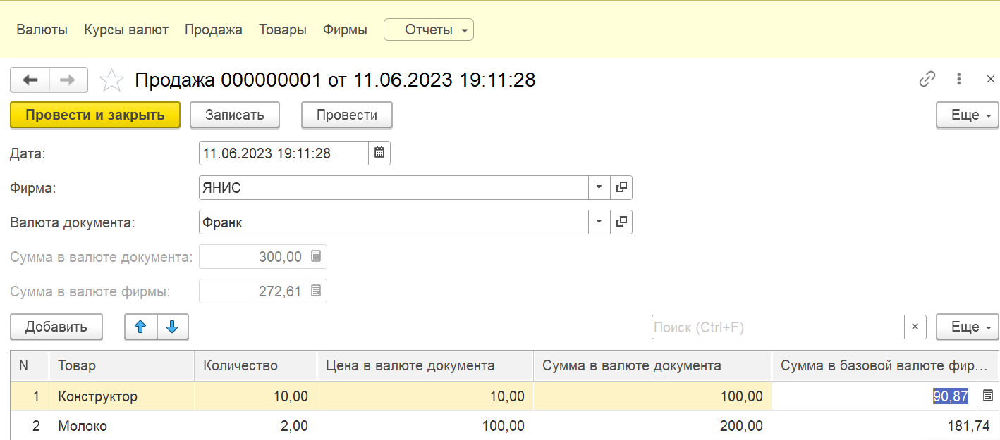 Валюты Курсы валют Продажа Товары Фирмы Отчеты
Продажа 000000001 от 11.06.2023 19:11:28
Провести и закрыть Записать Провести Еще
Дата: 11.06.2023 19:11:28
Фирма: ЯНИС
Валюта документа: Франк
Сумма в валюте документа: 300,00
Сумма в валюте фирмы: 272,61
Добавить Поиск (Ctrl+F) × Еще
N Товар Количество Цена в валюте документа Сумма в валюте документа Сумма в базовой валюте фир...
1 Конструктор 10,00 10,00 100,00 90,87
2 Молоко 2,00 100,00 200,00 181,74